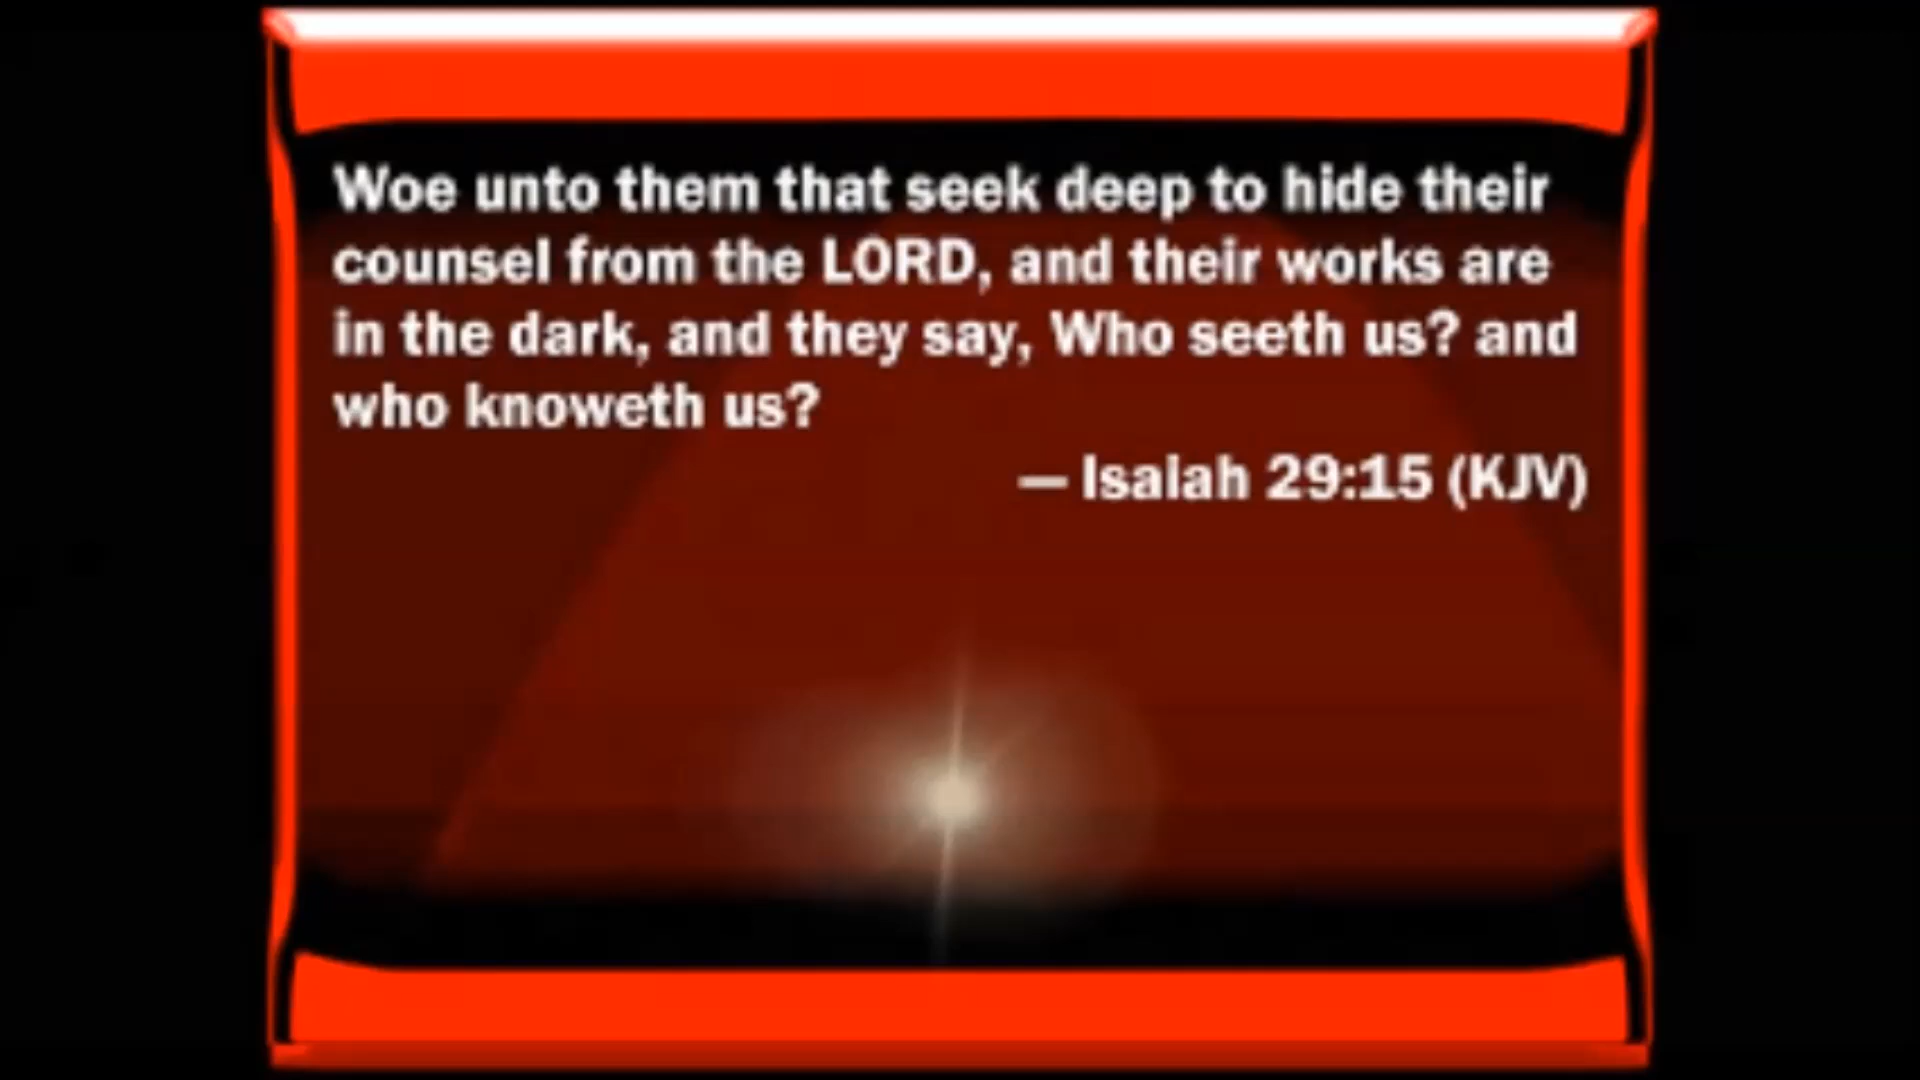 Woe unto them that seek deep to hide their
counsel from the LORD, and their works are
in the dark, and they say, Who seeth us? and
who knoweth us?
— Isaiah 29:15 (KJV)